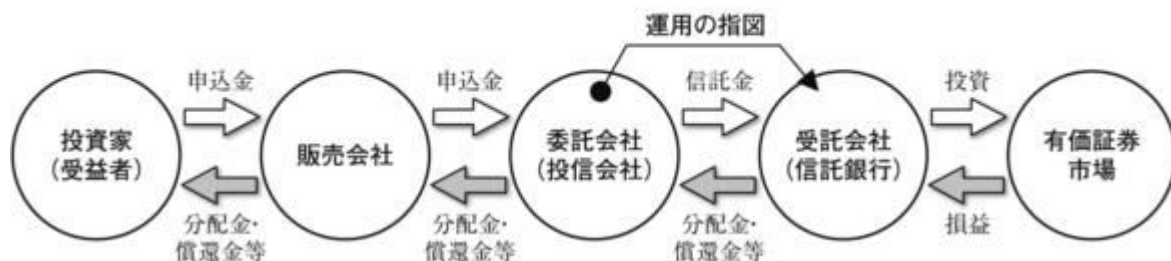 運用の指図
申込金
申込金
信託金
投資
投資家
(受益者)
販売会社
委託会社
(投信会社)
受託会社
(信託銀行)
有価証券
市場
分配金・
償還金等
分配金・
償還金等
分配金・
償還金等
損益